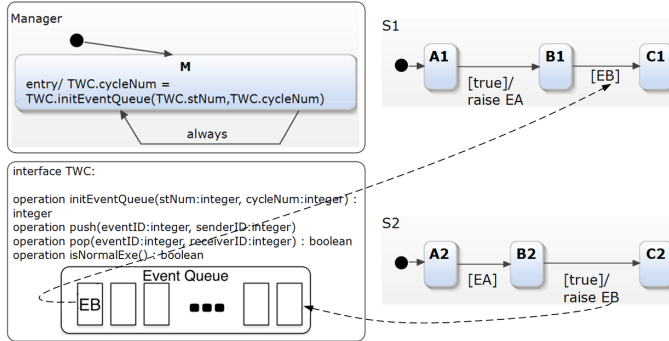 Manager
M
entry/ TWC.cycleNum =
TWC.initEventQueue(TWC.stNum,TWC.cycleNum)
always
interface TWC:
operation initEventQueue(stNum:integer, cycleNum:integer) :
integer
operation push(eventID:integer, senderID:integer)
operation pop(eventID:integer, receiverID:integer) : boolean
operation isNormalExe() : boolean
Event Queue
EB
S1
A1
B1
C1
[true]/
raise EA
[EB]
S2
A2
B2
C2
[EA]
[true]/
raise EB